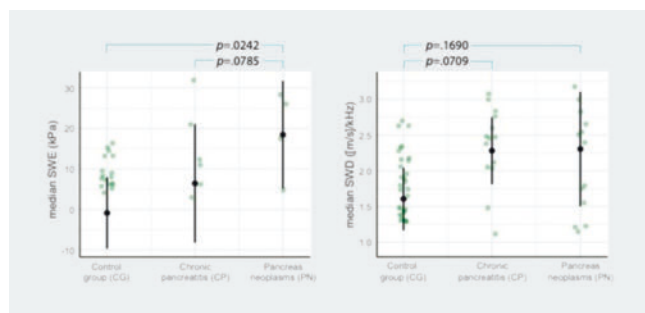 p=.0242
p=.0785
median SWE (kPa)
30
20
10
0
-10
Control
group (CG)
Chronic
pancreatitis (CP)
Pancreas
neoplasms (PN)
p=.1690
p=.0709
median SWD ([m/s]/kHz)
3.0
2.5
2.0
1.5
1.0
Control
group (CG)
Chronic
pancreatitis (CP)
Pancreas
neoplasms (PN)